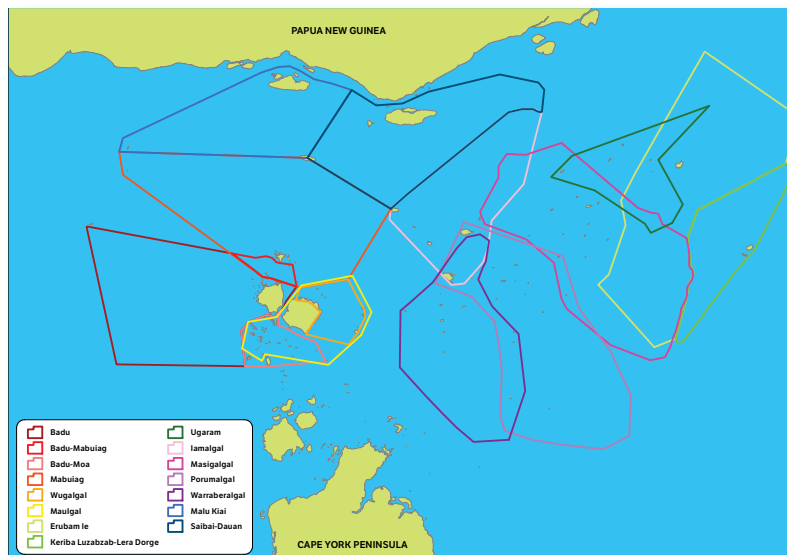 PAPUA NEW GUINEA
Badu
Badu-Mabuiag
Badu-Moa
Mabuiag
Wugalgal
Maulgal
Erubam le
Keriba Luzabzab-Lera Dorge
Ugaram
Iamalgal
Masigalgal
Porumalgal
Warraberalgal
Malu Kiai
Saibai-Dauan
CAPE YORK PENINSULA